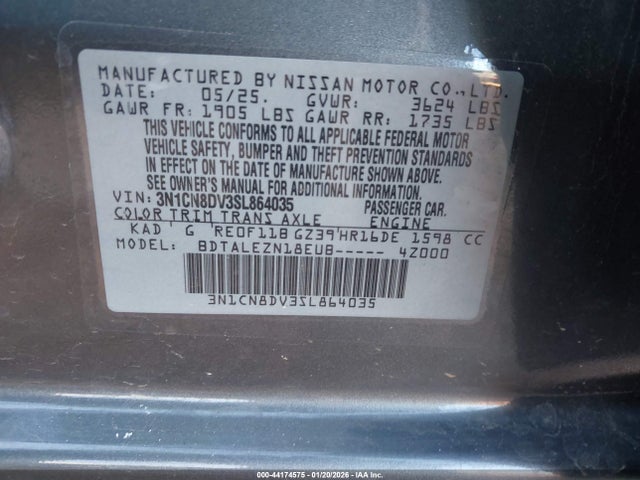 MANUFACTURED BY NISSAN MOTOR CO.,LTD.
DATE: 05/25. GVWR: 3624 LBS
GAWR FR: 1905 LBS GAWR RR: 1735 LBS
THIS VEHICLE CONFORMS TO ALL APPLICABLE FEDERAL MOTOR
VEHICLE SAFETY, BUMPER AND THEFT PREVENTION STANDARDS
IN EFFECT ON THE DATE OF MANUFACTURE SHOWN ABOVE.
SEE OWNER'S MANUAL FOR ADDITIONAL INFORMATION.
VIN: 3N1CN8DV3SL864035 PASSENGER CAR.
COLOR TRIM TRANS AXLE ENGINE
KAD G RE0F11B GZ39 HR16DE 1598 CC
MODEL: BDTALEZN18EUB----- 4Z000
3N1CN8DV3SL864035
000-44174575 - 01/20/2026 - IAA Inc.